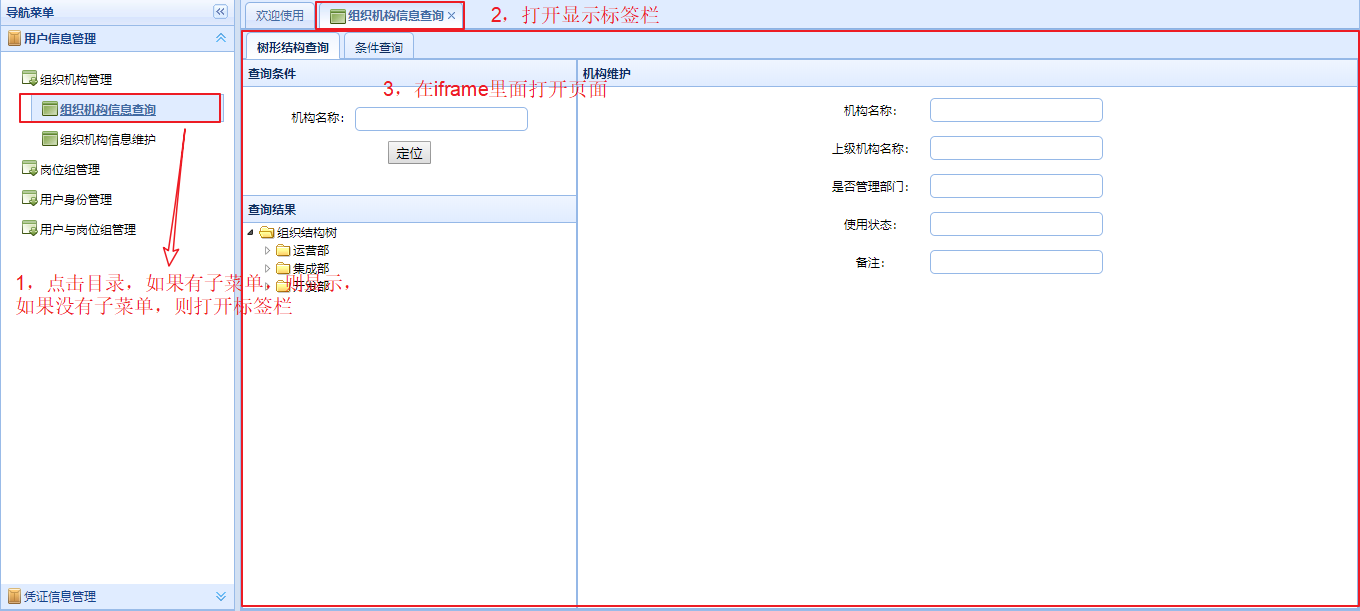 导航菜单
用户信息管理
组织机构管理
组织机构信息查询
组织机构信息维护
岗位组管理
用户身份管理
用户与岗位组管理
1，点击目录，如果有子菜单，则显示，
如果没有子菜单，则打开标签栏
凭证信息管理
欢迎使用
组织机构信息查询
2，打开显示标签栏
树形结构查询
条件查询
查询条件
3，在iframe里面打开页面
机构名称：
定位
查询结果
组织结构树
运营部
集成部
开发部
机构维护
机构名称：
上级机构名称：
是否管理部门：
使用状态：
备注：